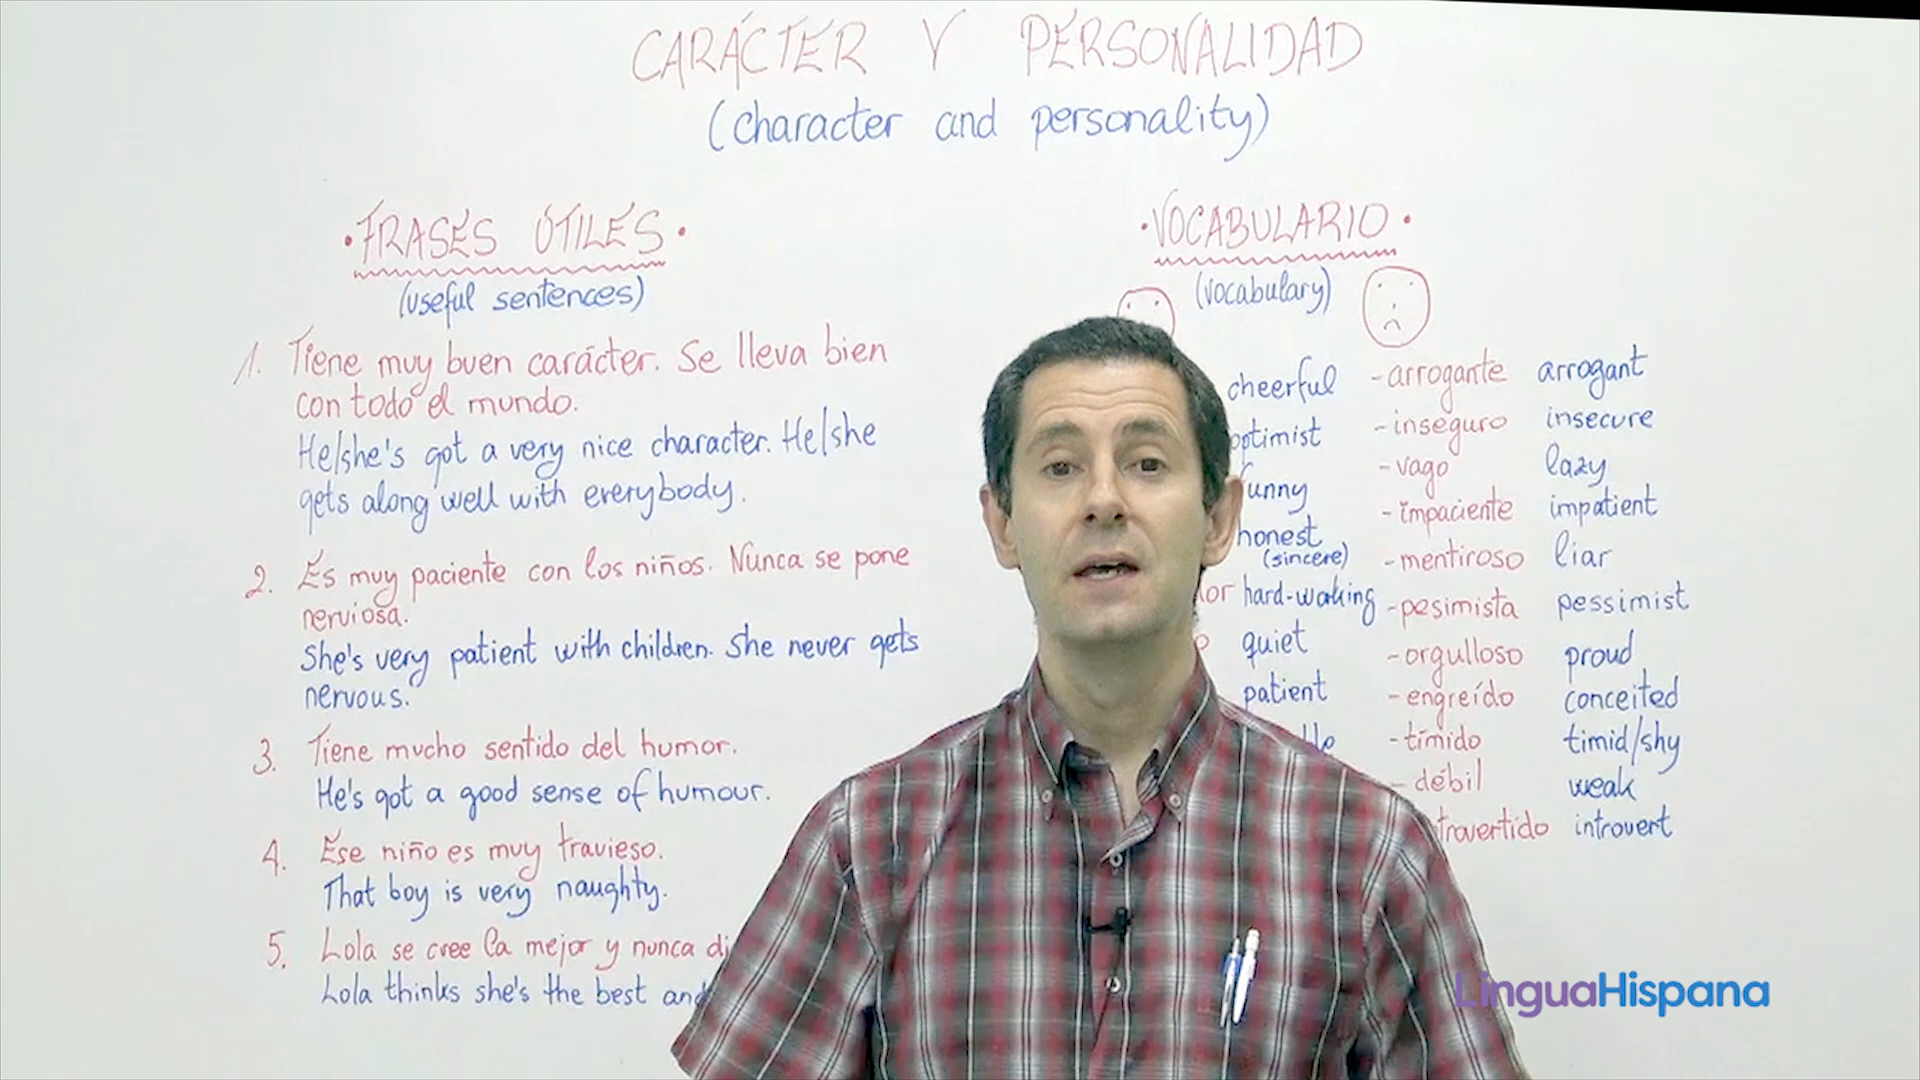 CARÁCTER Y PERSONALIDAD
(character and personality)
• FRASES ÚTILES •
(useful sentences)
1. Tiene muy buen carácter. Se lleva bien
con todo el mundo.
He/she's got a very nice character. He/she
gets along well with everybody.
2. Es muy paciente con los niños. Nunca se pone
nerviosa.
She's very patient with children. She never gets
nervous.
3. Tiene mucho sentido del humor.
He's got a good sense of humour.
4. Ese niño es muy travieso.
That boy is very naughty.
5. Lola se cree la mejor y nunca
Lola thinks she's the best and
• VOCABULARIO •
(vocabulary)
cheerful - arrogante arrogant
optimist - inseguro insecure
funny - vago lazy
honest - impaciente impatient
(sincere) - mentiroso liar
hard-working - pesimista pessimist
quiet - orgulloso proud
patient - engreído conceited
- tímido timid/shy
- débil weak
introvert
LinguaHispana